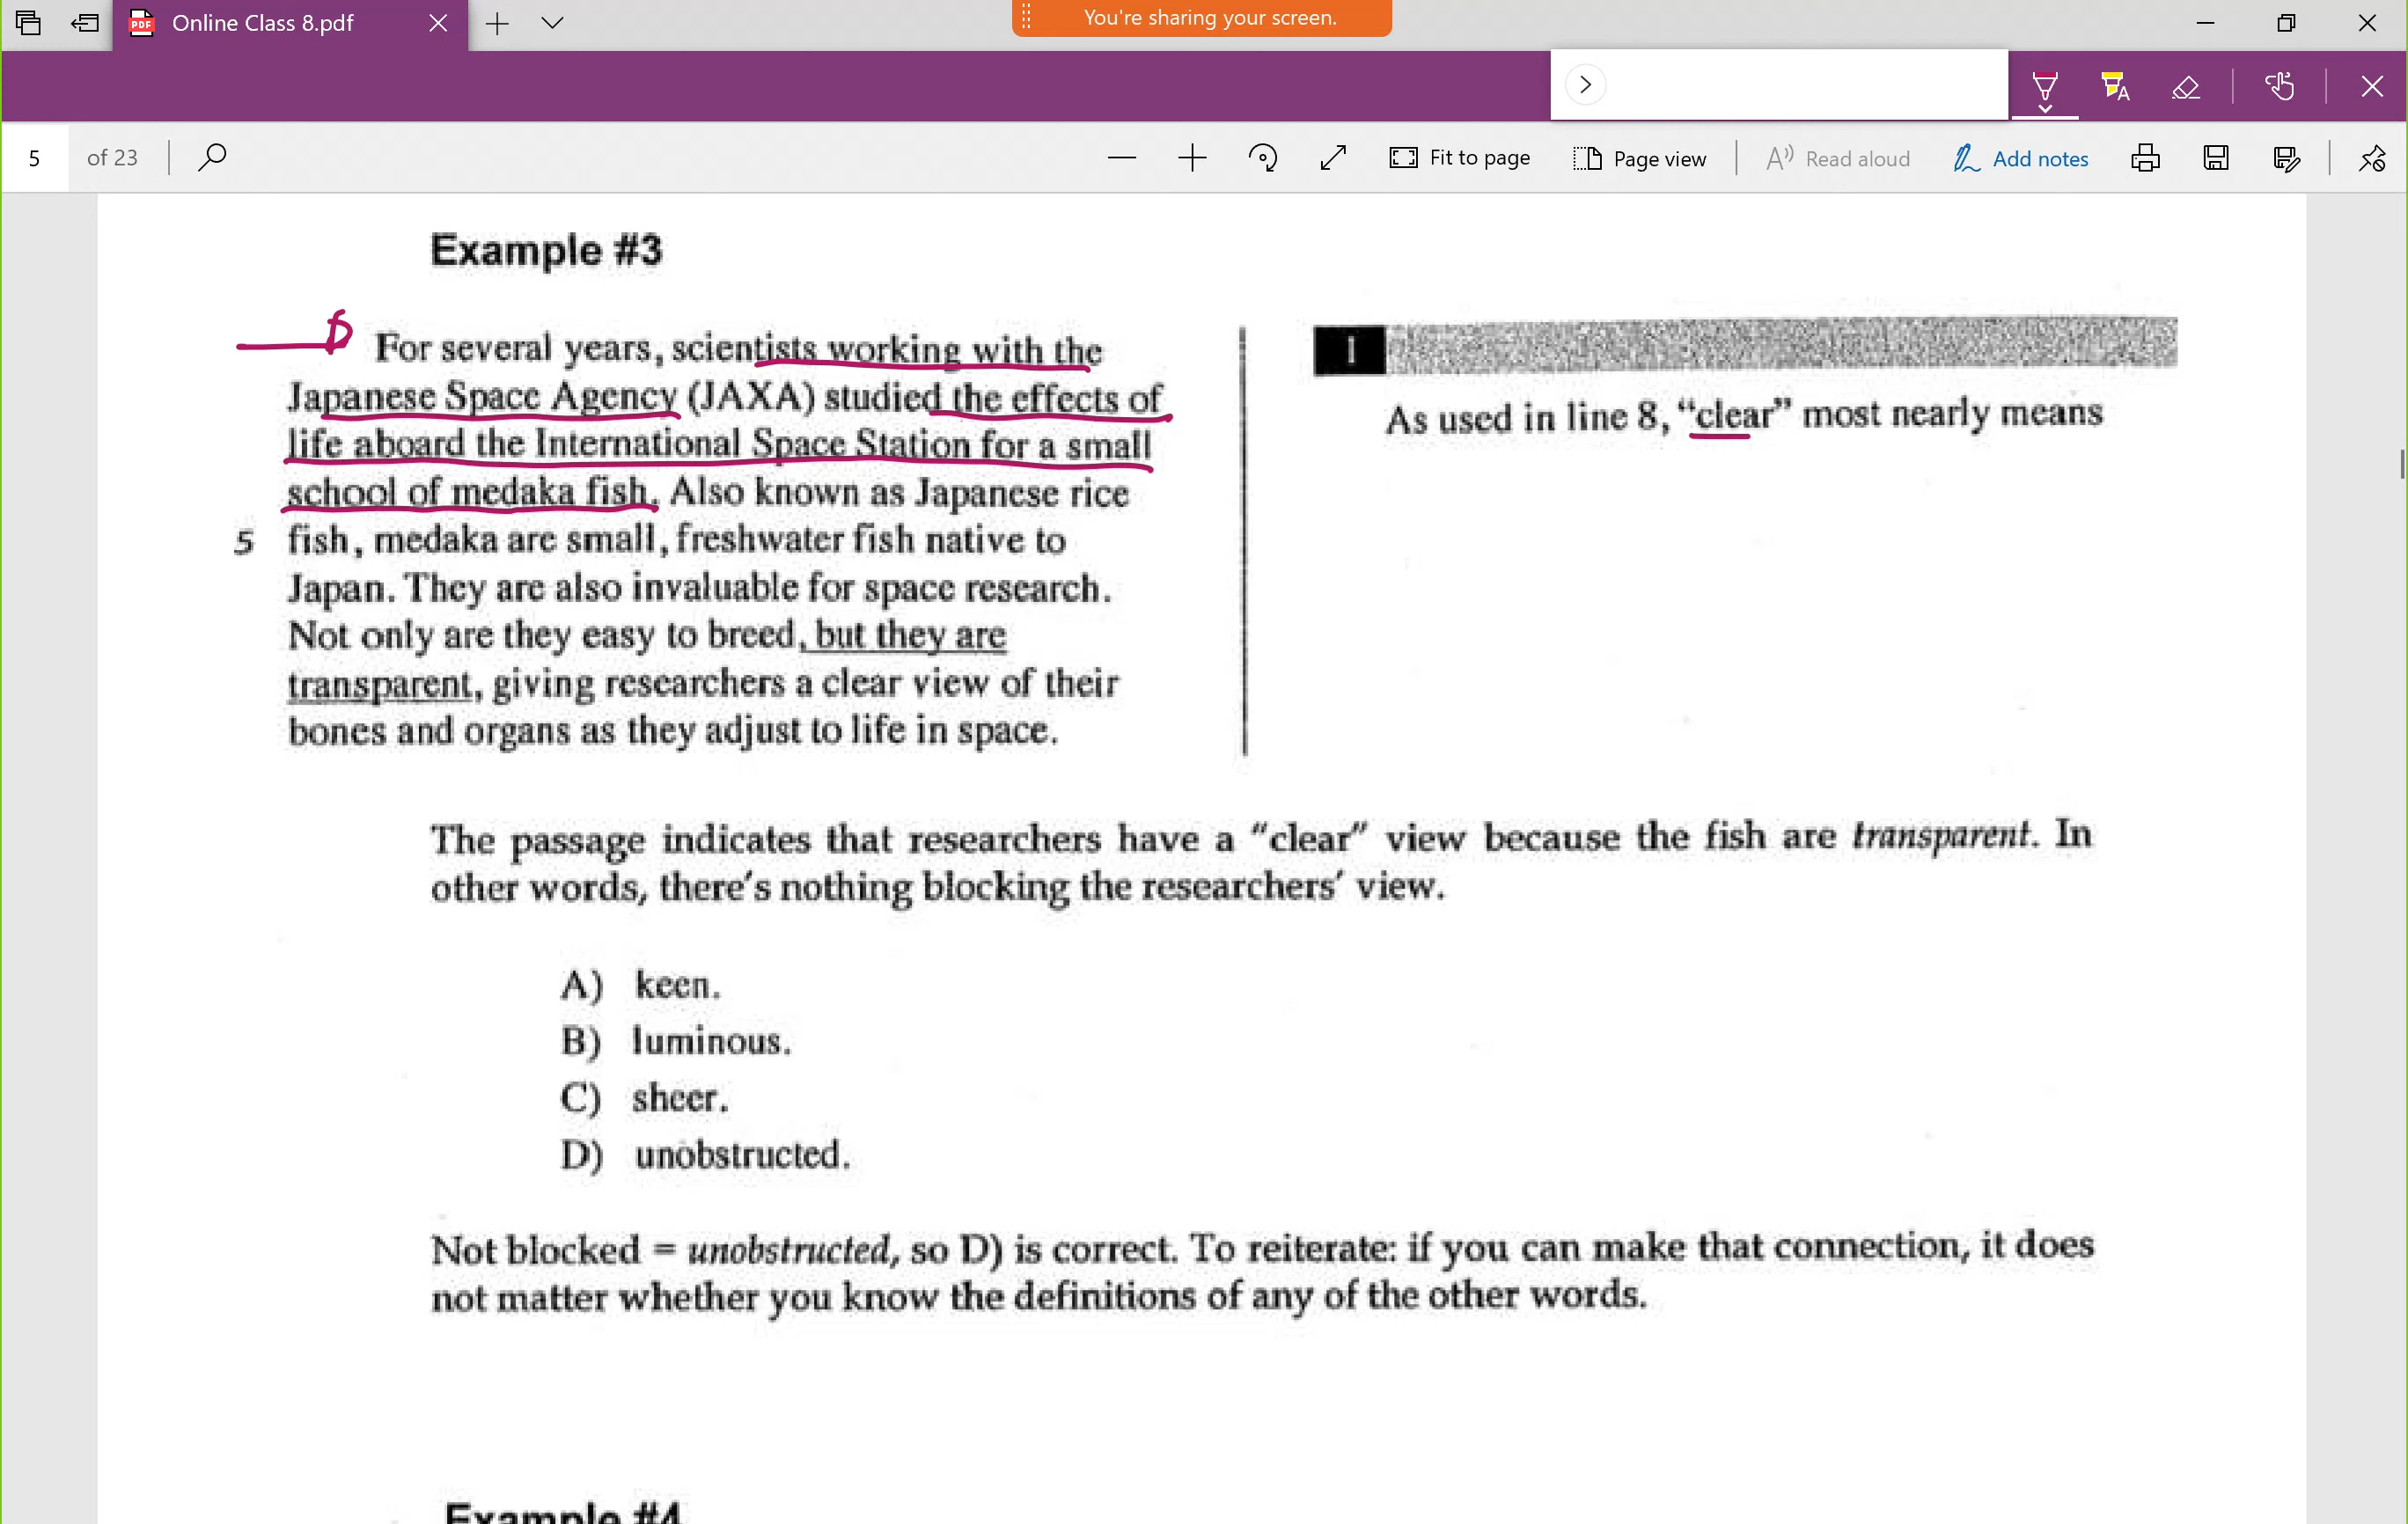 Online Class 8.pdf
You're sharing your screen.
5 of 23
Fit to page
Page view
Read aloud
Add notes
Example #3
For several years, scientists working with the
Japanese Space Agency (JAXA) studied the effects of
life aboard the International Space Station for a small
school of medaka fish. Also known as Japanese rice
5 fish, medaka are small, freshwater fish native to
Japan. They are also invaluable for space research.
Not only are they easy to breed, but they are
transparent, giving researchers a clear view of their
bones and organs as they adjust to life in space.
1
As used in line 8, “clear” most nearly means
The passage indicates that researchers have a “clear” view because the fish are transparent. In
other words, there’s nothing blocking the researchers’ view.
A) keen.
B) luminous.
C) sheer.
D) unobstructed.
Not blocked = unobstructed, so D) is correct. To reiterate: if you can make that connection, it does
not matter whether you know the definitions of any of the other words.
Example #4